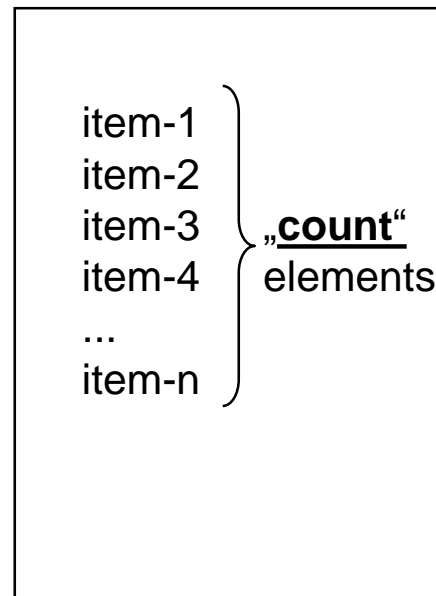 item-1
item-2
item-3
item-4
...
item-n
„count“
elements